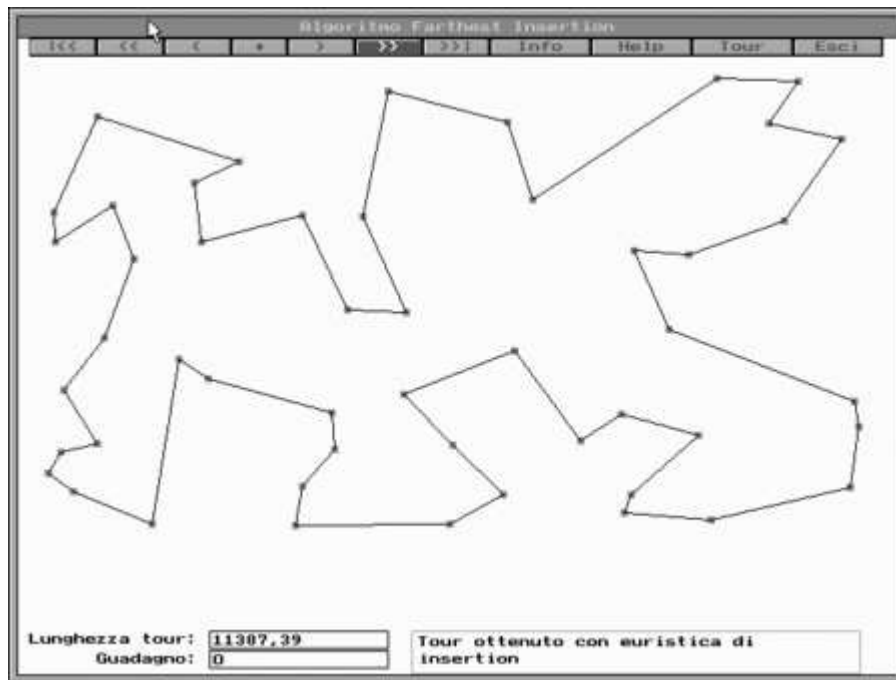 Algoritmo Farthest Insertion
|<< << < * > >> >>| Info Help Tour Esci
Lunghezza tour: 11387,39
Guadagno: 0
Tour ottenuto con euristica di
insertion